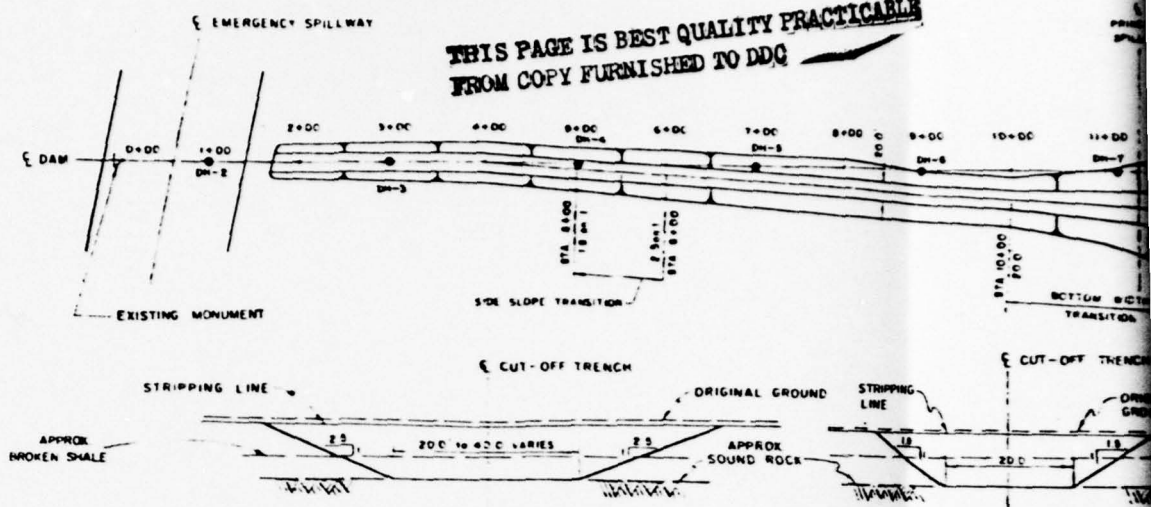 ℄ EMERGENCY SPILLWAY
THIS PAGE IS BEST QUALITY PRACTICABLE
FROM COPY FURNISHED TO DDC
℄
℄ DAM
0+00
1+00
DH-2
2+00
3+00
DH-3
4+00
DH-4
6+00
7+00
DH-5
8+00
20.0
9+00
DH-6
10+00
11+00
DH-7
SIDE SLOPE TRANSITION
STA 10+00
20.0
BOTTOM
TRANSITION
EXISTING MONUMENT
℄ CUT-OFF TRENCH
STRIPPING LINE
ORIGINAL GROUND
APPROX
BROKEN SHALE
2.5
20.0 to 40.0 VARIES
2.5
APPROX
SOUND ROCK
℄ CUT-OFF TRENCH
STRIPPING
LINE
20.0